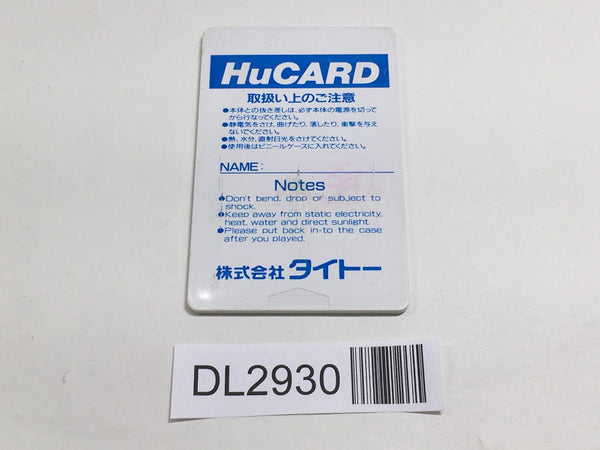 HuCARD
取扱い上のご注意
●本体との抜き差しは、必ず本体の電源を切って
から行なってください。
●静電気をさけ、曲げたり、落したり、衝撃を与え
ないでください。
●熱、水分、直射日光をさけてください。
●使用後はビニールケースに入れてください。
NAME:
Notes
●Don't bend, drop or subject to
shock.
●Keep away from static electricity,
heat, water and direct sunlight.
●Please put back in-to the case
after you played.
株式会社タイトー
DL2930